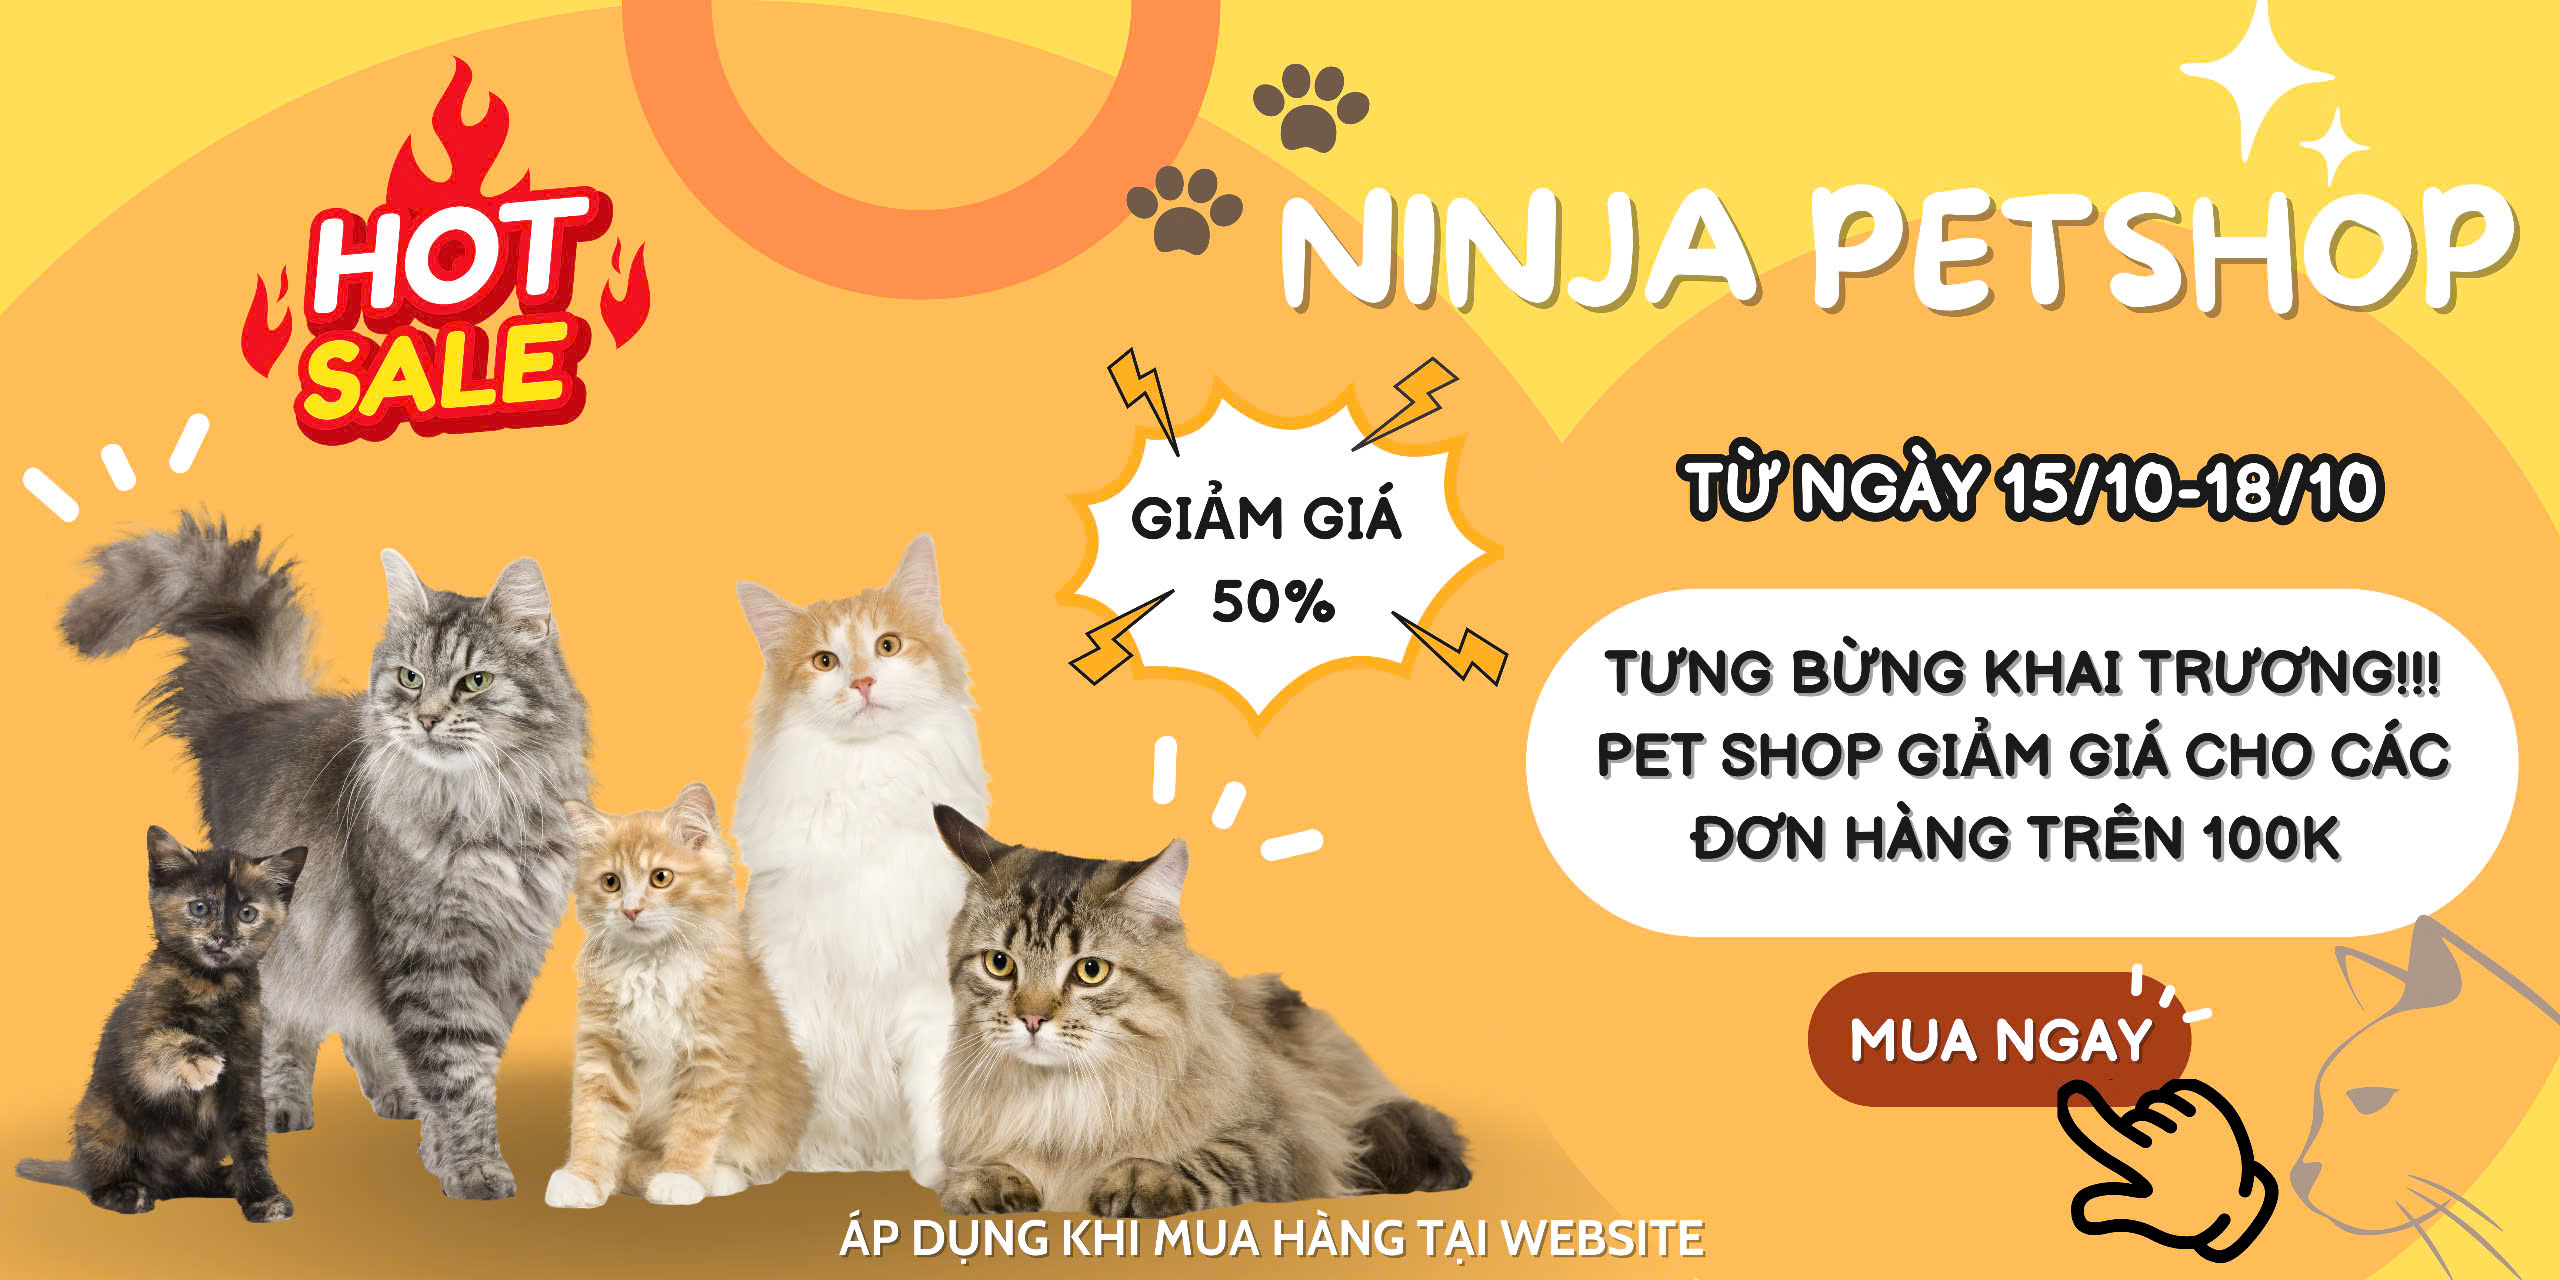 HOT
SALE
NINJA PETSHOP
GIẢM GIÁ
50%
TỪ NGÀY 15/10-18/10
TƯNG BỪNG KHAI TRƯƠNG!!!
PET SHOP GIẢM GIÁ CHO CÁC
ĐƠN HÀNG TRÊN 100K
MUA NGAY
ÁP DỤNG KHI MUA HÀNG TẠI WEBSITE